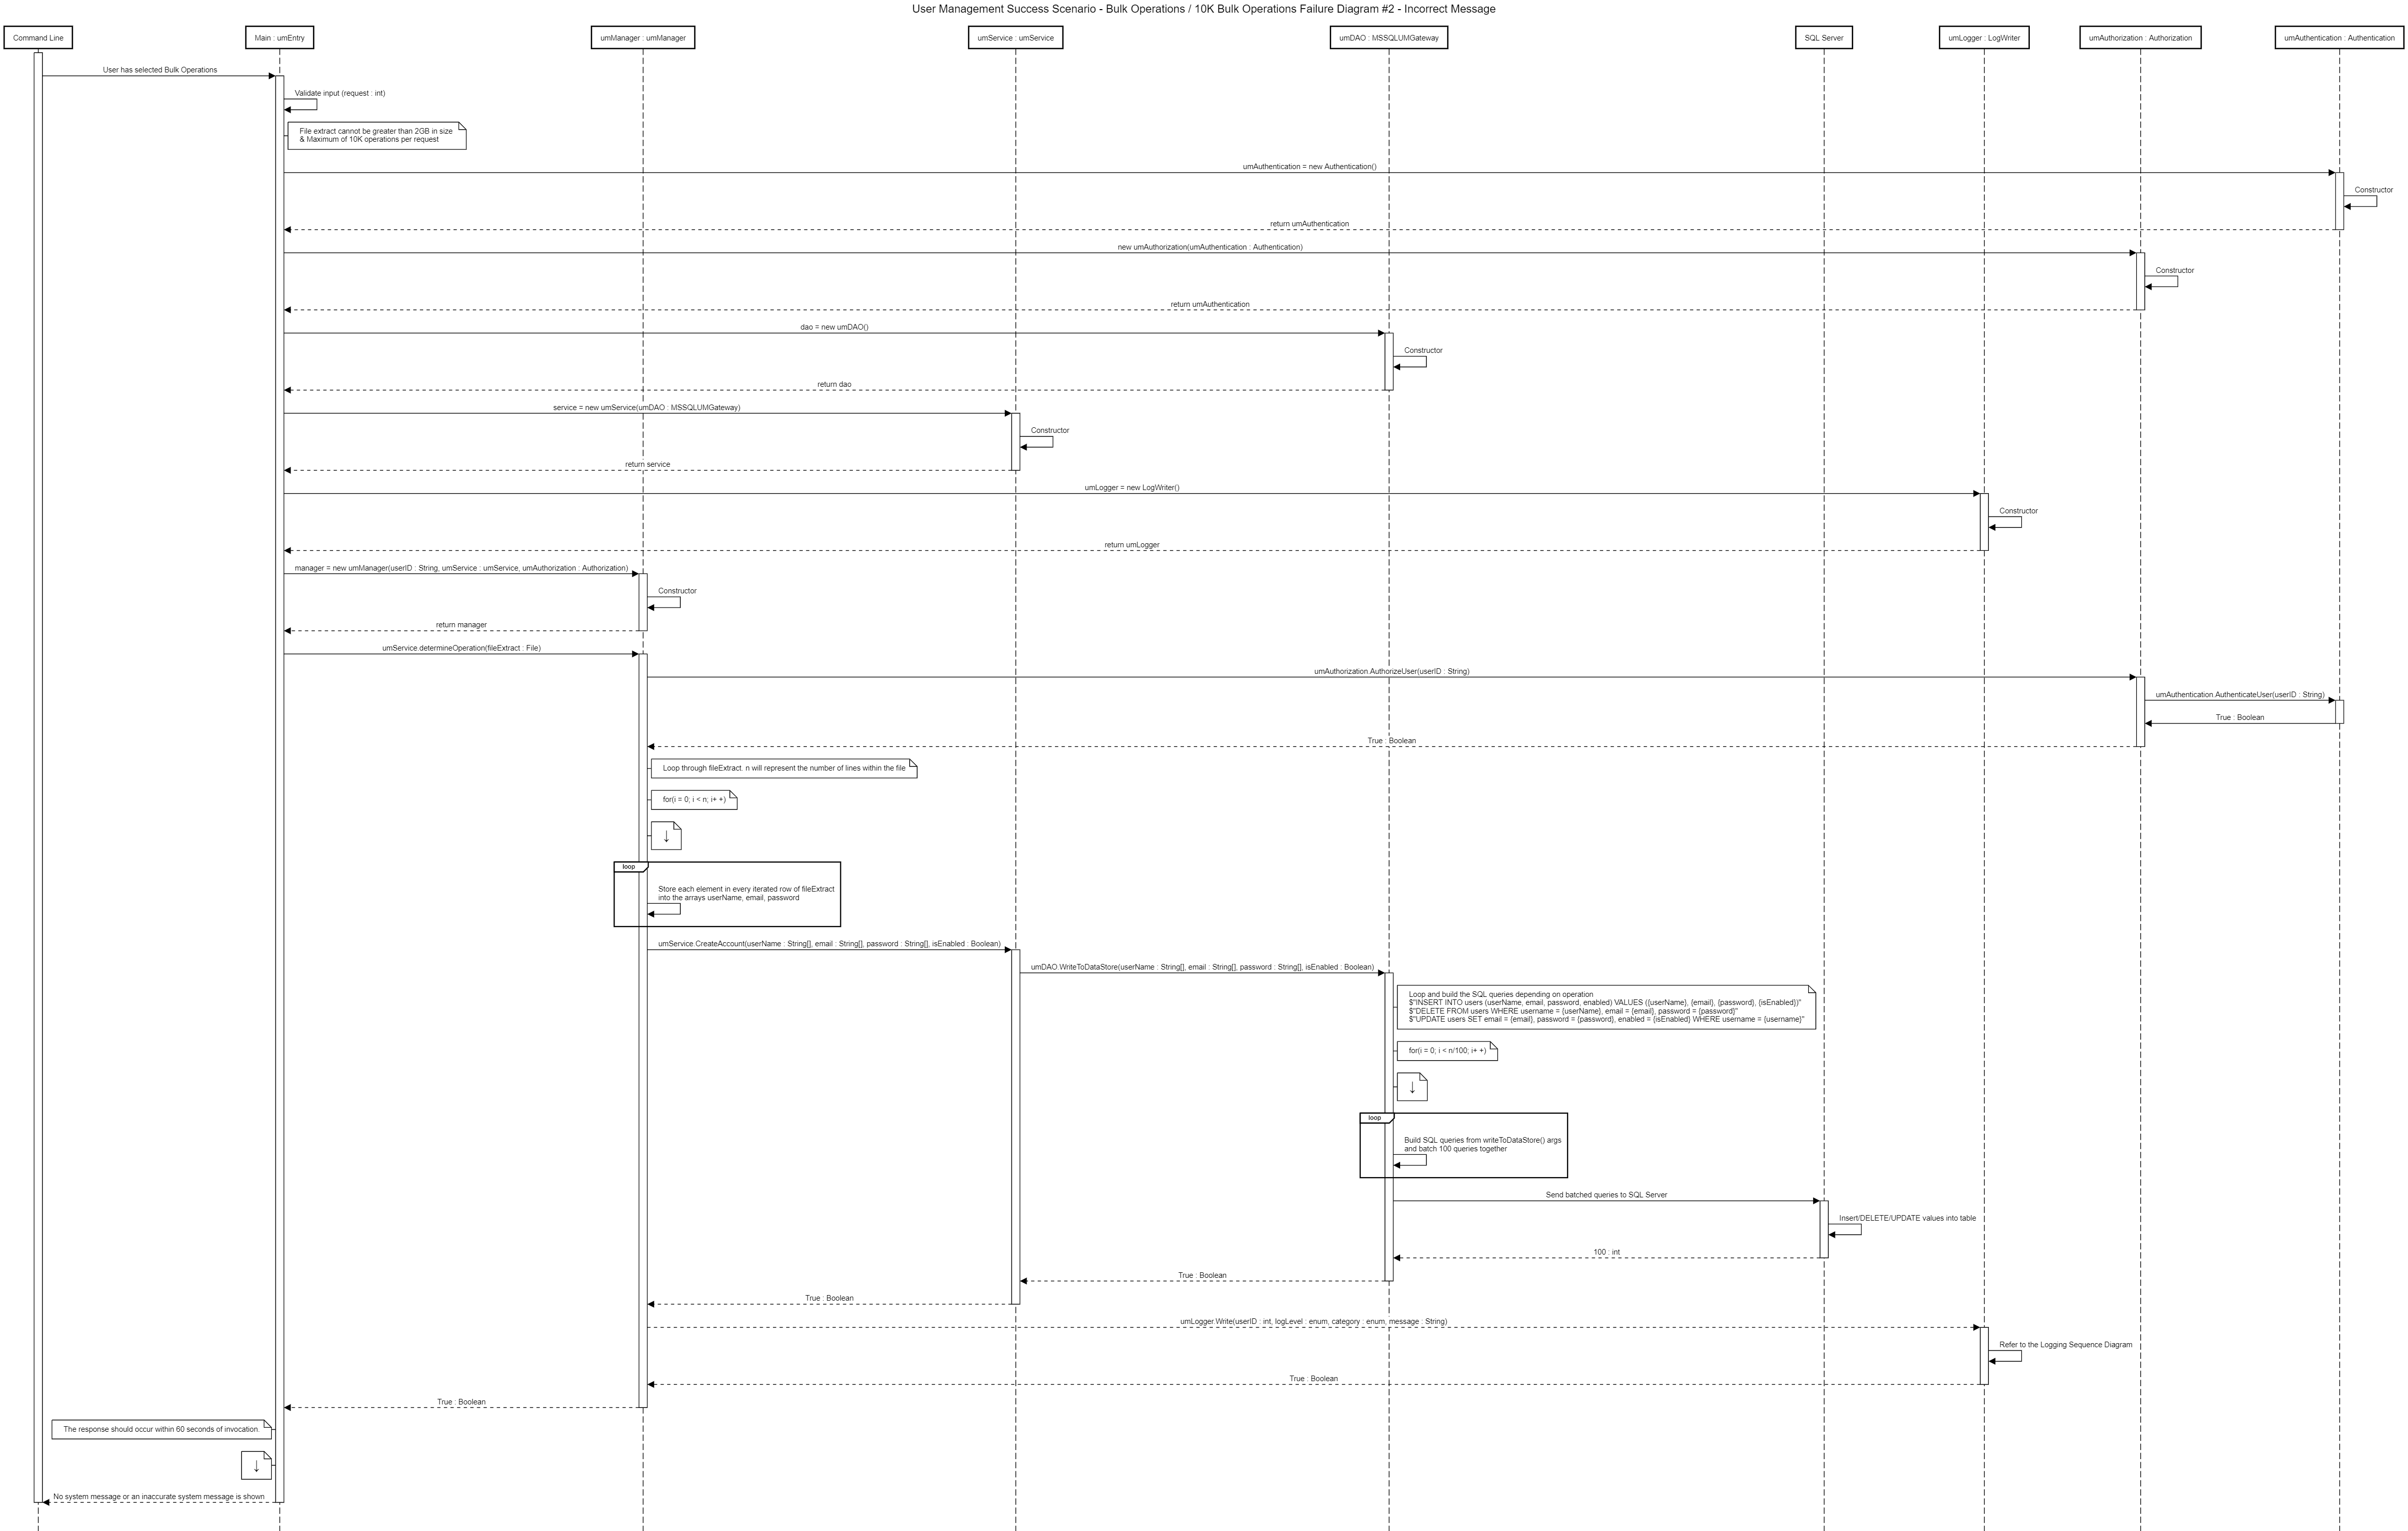 User Management Success Scenario - Bulk Operations / 10K Bulk Operations Failure Diagram #2 - Incorrect Message
Command Line
Main : umEntry
umManager : umManager
umService : umService
umDAO : MSSQLUMGateway
SQL Server
umLogger : LogWriter
umAuthorization : Authorization
umAuthentication : Authentication
User has selected Bulk Operations
Validate input (request : int)
File extract cannot be greater than 2GB in size
& Maximum of 10K operations per request
umAuthentication = new Authentication()
Constructor
return umAuthentication
new umAuthorization(umAuthentication : Authentication)
Constructor
return umAuthentication
dao = new umDAO()
Constructor
return dao
service = new umService(umDAO : MSSQLUMGateway)
Constructor
return service
umLogger = new LogWriter()
Constructor
return umLogger
manager = new umManager(userID : String, umService : umService, umAuthorization : Authorization)
Constructor
return manager
umService.determineOperation(fileExtract : File)
umAuthorization.AuthorizeUser(userID : String)
umAuthentication.AuthenticateUser(userID : String)
True : Boolean
True : Boolean
Loop through fileExtract. n will represent the number of lines within the file
for(i = 0; i < n; i+ +)
↓
loop
Store each element in every iterated row of fileExtract
into the arrays userName, email, password
umService.CreateAccount(userName : String[], email : String[], password : String[], isEnabled : Boolean)
umDAO.WriteToDataStore(userName : String[], email : String[], password : String[], isEnabled : Boolean)
Loop and build the SQL queries depending on operation
$"INSERT INTO users (userName, email, password, enabled) VALUES ({userName}, {email}, {password}, {isEnabled})"
$"DELETE FROM users WHERE username = {userName}, email = {email}, password = {password}"
$"UPDATE users SET email = {email}, password = {password}, enabled = {isEnabled} WHERE username = {username}"
for(i = 0; i < n/100; i+ +)
↓
loop
Build SQL queries from writeToDataStore() args
and batch 100 queries together
Send batched queries to SQL Server
Insert/DELETE/UPDATE values into table
100 : int
True : Boolean
True : Boolean
umLogger.Write(userID : int, logLevel : enum, category : enum, message : String)
Refer to the Logging Sequence Diagram
True : Boolean
True : Boolean
The response should occur within 60 seconds of invocation.
↓
No system message or an inaccurate system message is shown